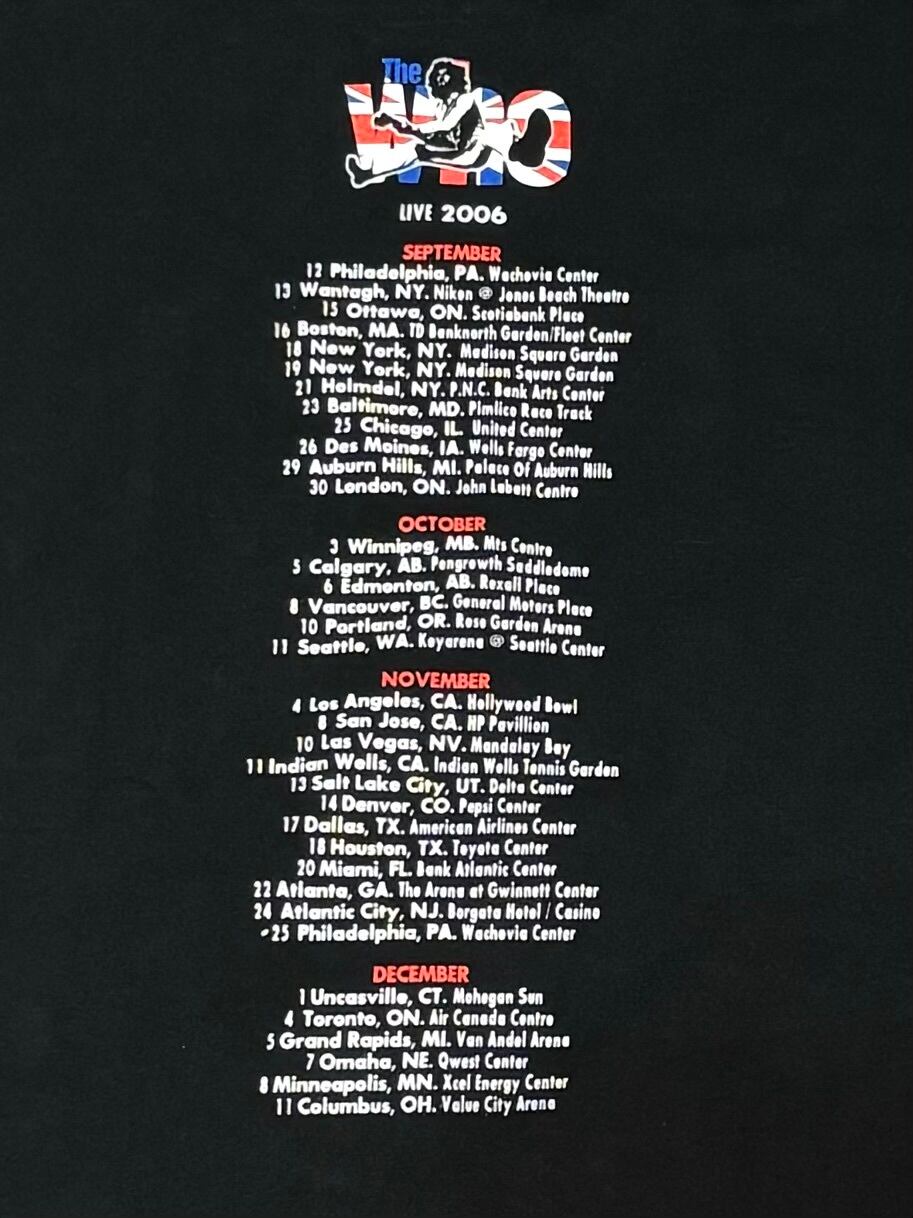 The
WHO
LIVE 2006
SEPTEMBER
12 Philadelphia, PA. Wachovia Center
13 Wantagh, NY. Nikon @ Jones Beach Theatre
15 Ottawa, ON. Scotiabank Place
16 Boston, MA. TD Banknorth Garden/Fleet Center
18 New York, NY. Madison Square Garden
19 New York, NY. Madison Square Garden
21 Holmdel, NY. P.N.C. Bank Arts Center
23 Baltimore, MD. Pimlico Race Track
25 Chicago, IL. United Center
26 Des Moines, IA. Wells Fargo Center
29 Auburn Hills, MI. Palace Of Auburn Hills
30 London, ON. John Labatt Centre
OCTOBER
3 Winnipeg, MB. Mts Centre
5 Calgary, AB. Pengrowth Saddledome
6 Edmonton, AB. Rexall Place
8 Vancouver, BC. General Motors Place
10 Portland, OR. Rose Garden Arena
11 Seattle, WA. Keyarena @ Seattle Center
NOVEMBER
4 Los Angeles, CA. Hollywood Bowl
8 San Jose, CA. HP Pavillion
10 Las Vegas, NV. Mandalay Bay
11 Indian Wells, CA. Indian Wells Tennis Garden
13 Salt Lake City, UT. Delta Center
14 Denver, CO. Pepsi Center
17 Dallas, TX. American Airlines Center
18 Houston, TX. Toyota Center
20 Miami, FL. Bank Atlantic Center
22 Atlanta, GA. The Arena at Gwinnett Center
24 Atlantic City, NJ. Borgata Hotel / Casino
25 Philadelphia, PA. Wachovia Center
DECEMBER
1 Uncasville, CT. Mohegan Sun
4 Toronto, ON. Air Canada Centre
5 Grand Rapids, MI. Van Andel Arena
7 Omaha, NE. Qwest Center
8 Minneapolis, MN. Xcel Energy Center
11 Columbus, OH. Value City Arena